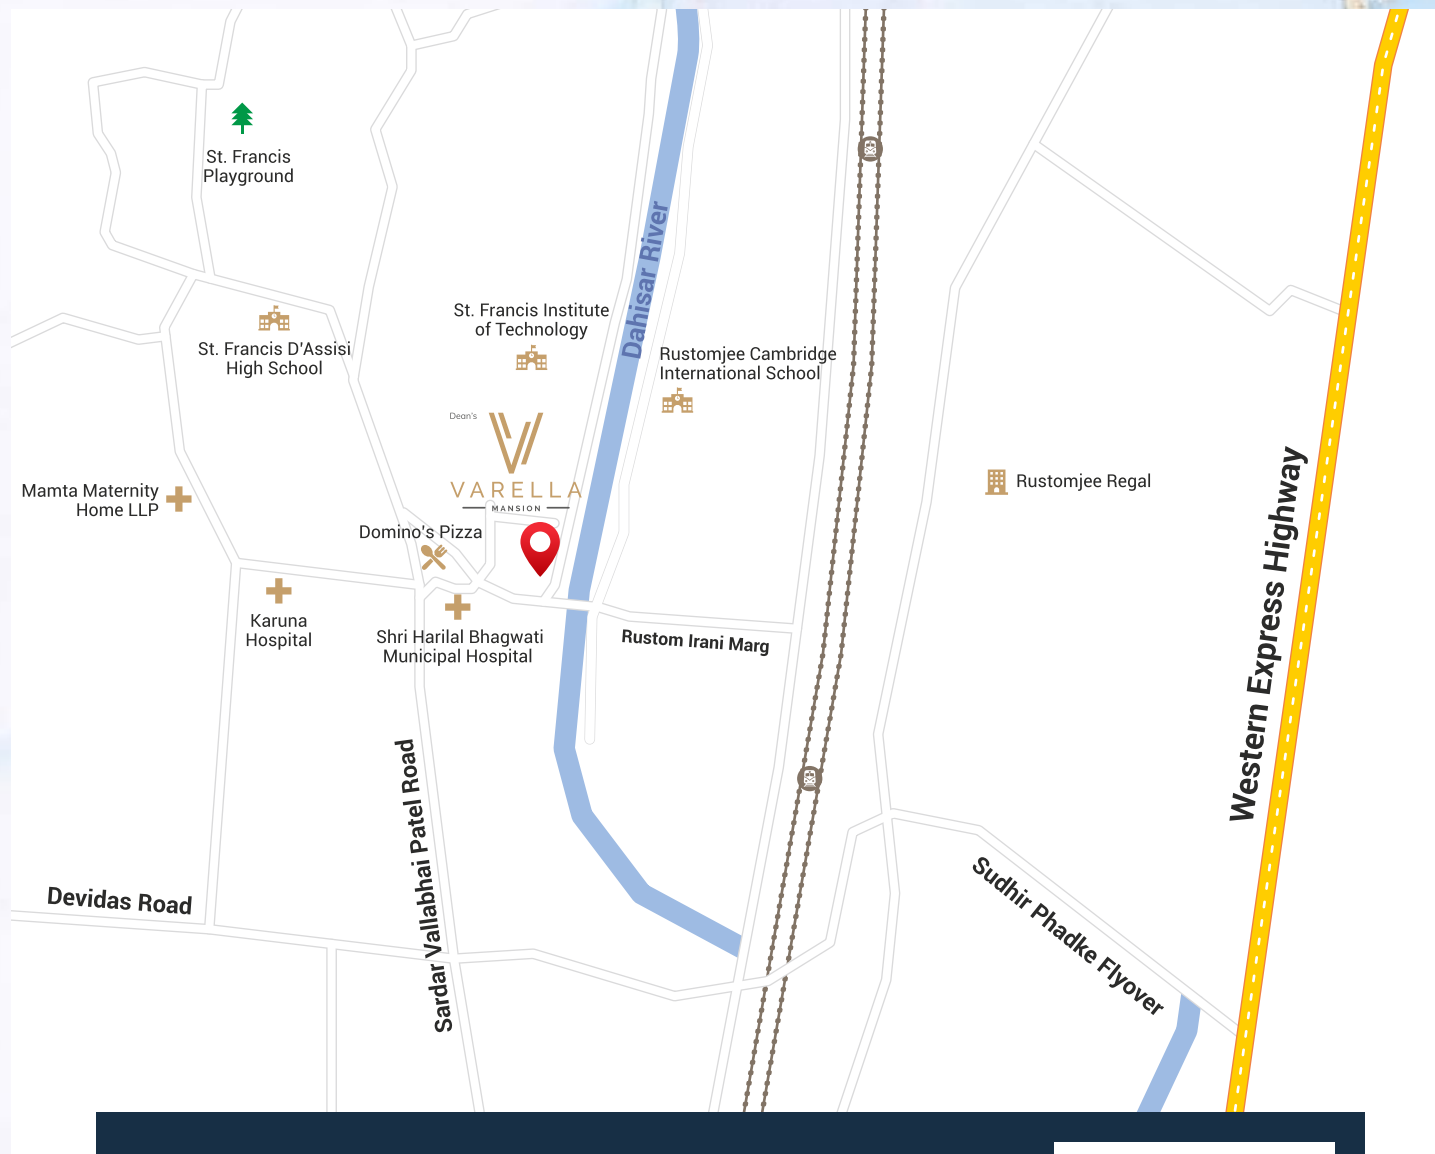 St. Francis
Playground
Dahisar River
St. Francis Institute
of Technology
St. Francis D'Assisi
High School
Rustomjee Cambridge
International School
Dean's
VARELLA
MANSION
Mamta Maternity
Home LLP
Rustomjee Regal
Domino's Pizza
Karuna
Hospital
Shri Harilal Bhagwati
Municipal Hospital
Rustom Irani Marg
Western Express Highway
Sardar Vallabhai Patel Road
Devidas Road
Sudhir Phadke Flyover